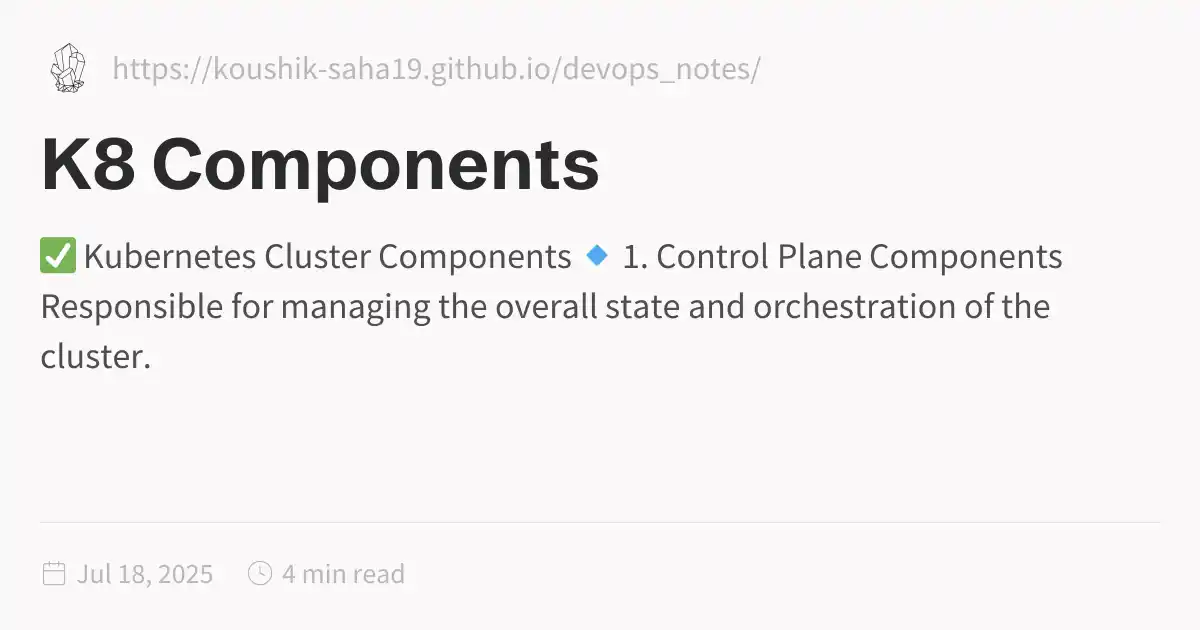 https://koushik-saha19.github.io/devops_notes/
K8 Components
✅ Kubernetes Cluster Components 🔹 1. Control Plane Components
Responsible for managing the overall state and orchestration of the
cluster.
Jul 18, 2025 4 min read